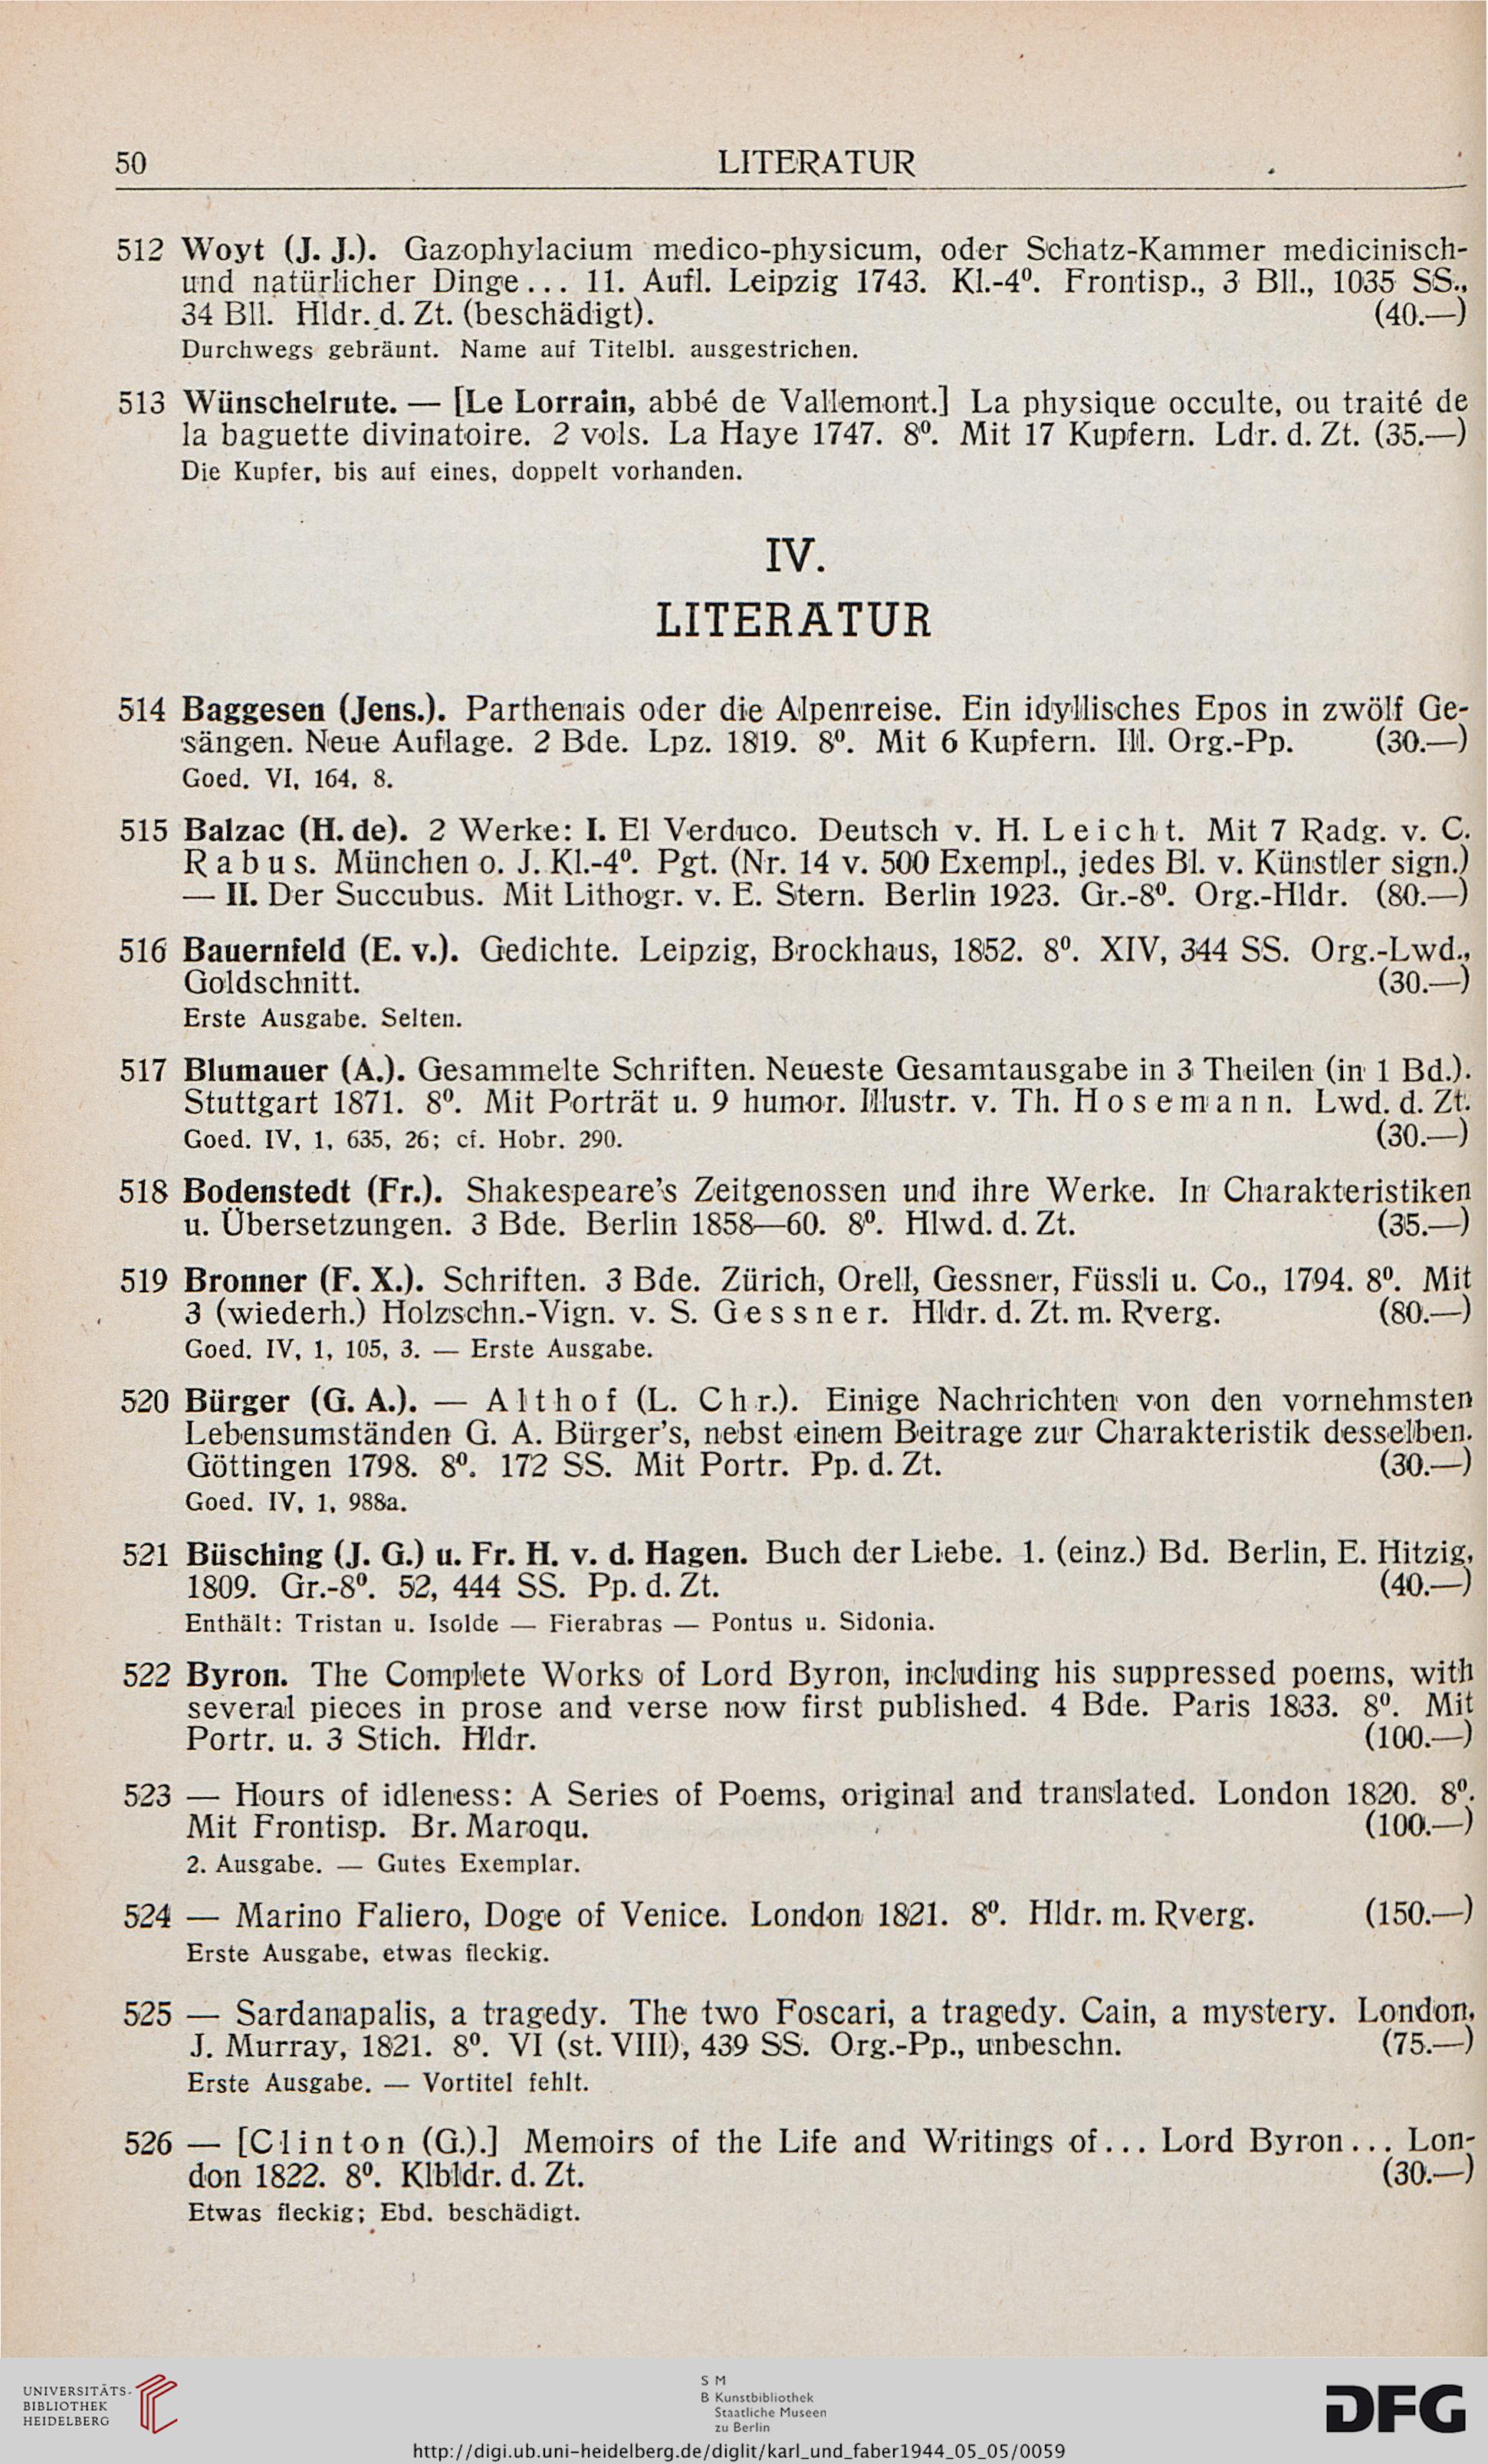 50 LITERATUR
512 Woyt (J. J.). Gazophylacium medico-physicum, oder Schatz-Kammer medicinisch-
und natürlicher Dinge... 11. Aufl. Leipzig 1743. Kl.-4⁰. Frontisp., 3 Bll., 1035 SS.,
34 Bll. Hldr. d. Zt. (beschädigt). (40.—)
Durchwegs gebräunt. Name auf Titelbl. ausgestrichen.
513 Wünschelrute. — [Le Lorrain, abbé de Vallemont.] La physique occulte, ou traité de
la baguette divinatoire. 2 vols. La Haye 1747. 8⁰. Mit 17 Kupfern. Ldr. d. Zt. (35.—)
Die Kupfer, bis auf eines, doppelt vorhanden.
IV.
LITERATUR
514 Baggesen (Jens.). Parthenais oder die Alpenreise. Ein idyllisches Epos in zwölf Ge-
sängen. Neue Auflage. 2 Bde. Lpz. 1819. 8⁰. Mit 6 Kupfern. Ill. Org.-Pp. (30.—)
Goed. VI, 164, 8.
515 Balzac (H. de). 2 Werke: I. El Verduco. Deutsch v. H. Leicht. Mit 7 Radg. v. C.
Rabus. München o. J. Kl.-4⁰. Pgt. (Nr. 14 v. 500 Exempl., jedes Bl. v. Künstler sign.)
— II. Der Succubus. Mit Lithogr. v. E. Stern. Berlin 1923. Gr.-8⁰. Org.-Hldr. (80.—)
516 Bauernfeld (E. v.). Gedichte. Leipzig, Brockhaus, 1852. 8⁰. XIV, 344 SS. Org.-Lwd.,
Goldschnitt. (30.—)
Erste Ausgabe. Selten.
517 Blumauer (A.). Gesammelte Schriften. Neueste Gesamtausgabe in 3 Theilen (in 1 Bd.).
Stuttgart 1871. 8⁰. Mit Porträt u. 9 humor. Illustr. v. Th. Hosemann. Lwd. d. Zt.
Goed. IV, 1, 635, 26; cf. Hobr. 290. (30.—)
518 Bodenstedt (Fr.). Shakespeare's Zeitgenossen und ihre Werke. In Charakteristiken
u. Übersetzungen. 3 Bde. Berlin 1858—60. 8⁰. Hlwd. d. Zt. (35.—)
519 Bronner (F. X.). Schriften. 3 Bde. Zürich, Orell, Gessner, Füssli u. Co., 1794. 8⁰. Mit
3 (wiederh.) Holzschn.-Vign. v. S. Gessner. Hldr. d. Zt. m. Rverg. (80.—)
Goed. IV, 1, 105, 3. — Erste Ausgabe.
520 Bürger (G. A.). — Althof (L. Chr.). Einige Nachrichten von den vornehmsten
Lebensumständen G. A. Bürger's, nebst einem Beitrage zur Charakteristik desselben.
Göttingen 1798. 8⁰. 172 SS. Mit Portr. Pp. d. Zt. (30.—)
Goed. IV, 1, 988a.
521 Büsching (J. G.) u. Fr. H. v. d. Hagen. Buch der Liebe. 1. (einz.) Bd. Berlin, E. Hitzig,
1809. Gr.-8⁰. 52, 444 SS. Pp. d. Zt. (40.—)
Enthält: Tristan u. Isolde — Fierabras — Pontus u. Sidonia.
522 Byron. The Complete Works of Lord Byron, including his suppressed poems, with
several pieces in prose and verse now first published. 4 Bde. Paris 1833. 8⁰. Mit
Portr. u. 3 Stich. Hldr. (100.—)
523 — Hours of idleness: A Series of Poems, original and translated. London 1820. 8⁰.
Mit Frontisp. Br. Maroqu. (100.—)
2. Ausgabe. — Gutes Exemplar.
524 — Marino Faliero, Doge of Venice. London 1821. 8⁰. Hldr. m. Rverg. (150.—)
Erste Ausgabe, etwas fleckig.
525 — Sardanapalis, a tragedy. The two Foscari, a tragedy. Cain, a mystery. London,
J. Murray, 1821. 8⁰. VI (st. VIII), 439 SS. Org.-Pp., unbeschn. (75.—)
Erste Ausgabe. — Vortitel fehlt.
526 — [Clinton (G.).] Memoirs of the Life and Writings of... Lord Byron... Lon-
don 1822. 8⁰. Klbldr. d. Zt. (30.—)
Etwas fleckig; Ebd. beschädigt.
UNIVERSITÄTS-
BIBLIOTHEK
HEIDELBERG
S M
B Kunstbibliothek
Staatliche Museen
zu Berlin
DFG
http://digi.ub.uni-heidelberg.de/diglit/karl_und_faber1944_05_05/0059